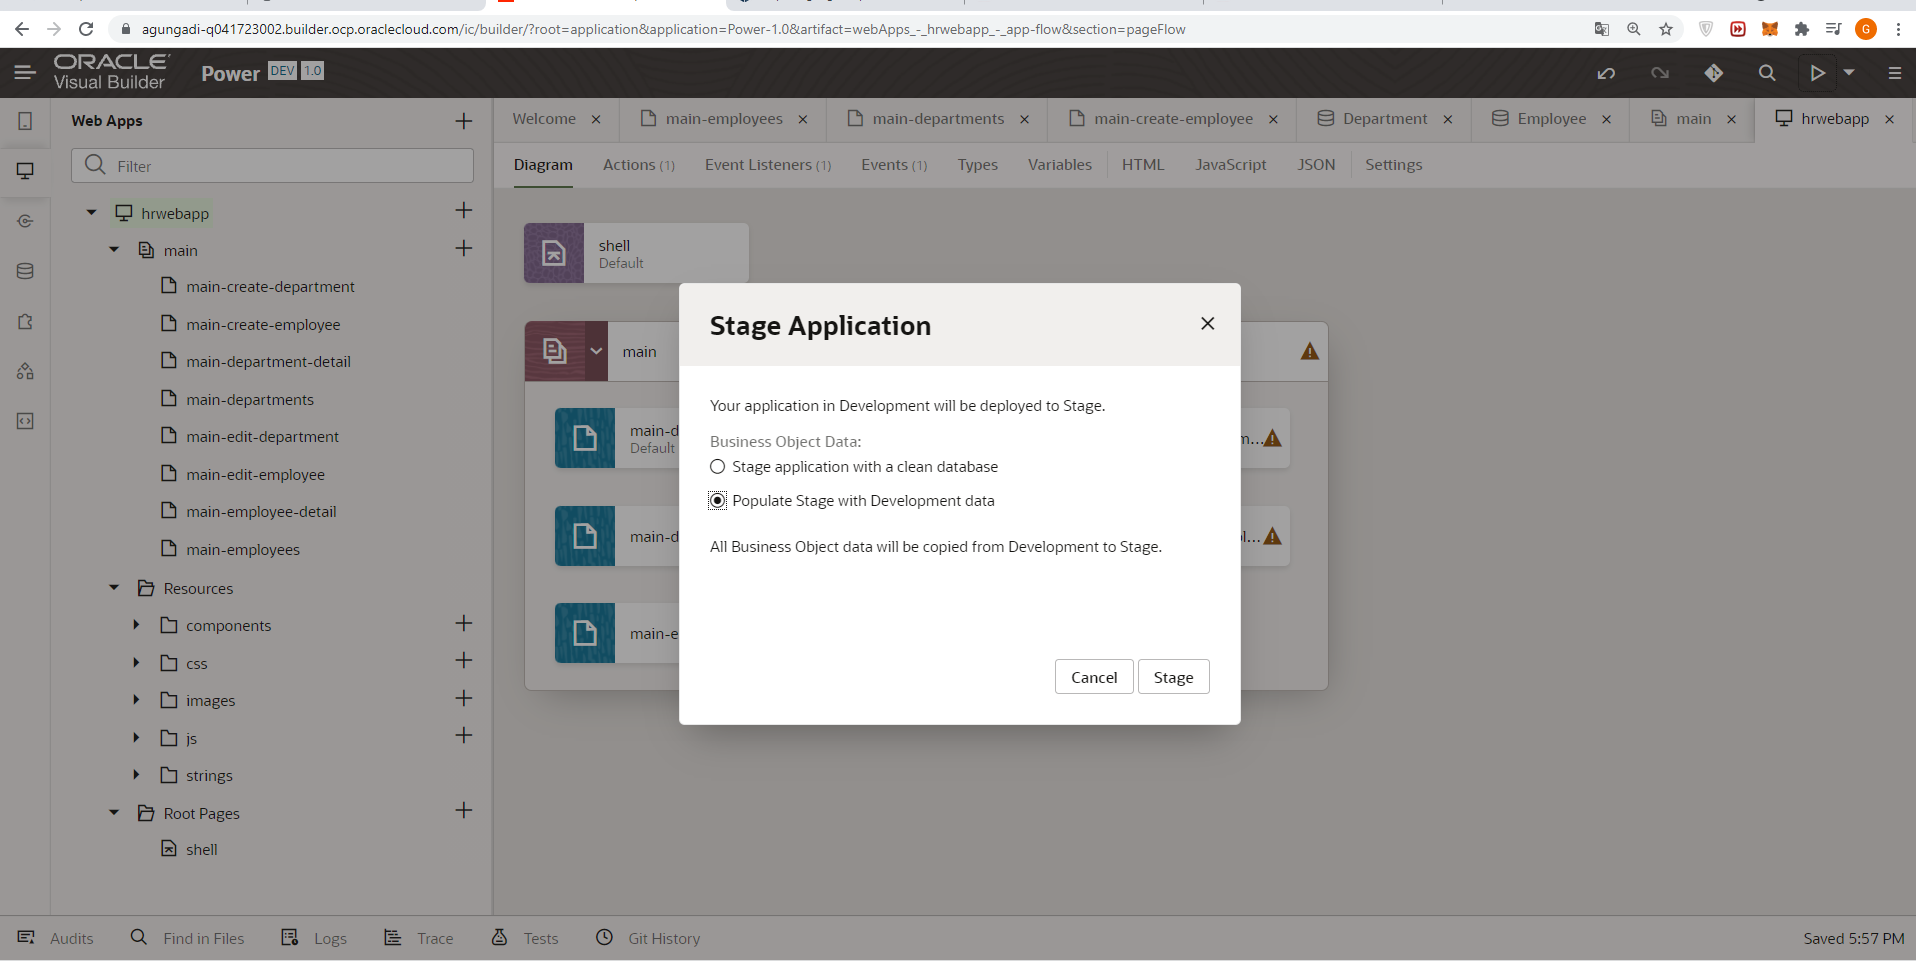 agungadi-q041723002.builder.ocp.oraclecloud.com/ic/builder/?root=application&application=Power-1.0&artifact=webApps_-_hrwebapp_-_app-flow&section=pageFlow
G
ORACLE
Visual Builder
Power DEV 1.0
Web Apps
Filter
hrwebapp
main
main-create-department
main-create-employee
main-department-detail
main-departments
main-edit-department
main-edit-employee
main-employee-detail
main-employees
Resources
components
css
images
js
strings
Root Pages
shell
Welcome main-employees main-departments main-create-employee Department Employee main hrwebapp
Diagram Actions (1) Event Listeners (1) Events (1) Types Variables HTML JavaScript JSON Settings
shell
Default
main
main-d
Default
m...
main-d
l...
main-e
Stage Application
Your application in Development will be deployed to Stage.
Business Object Data:
Stage application with a clean database
Populate Stage with Development data
All Business Object data will be copied from Development to Stage.
Cancel Stage
Audits Find in Files Logs Trace Tests Git History Saved 5:57 PM